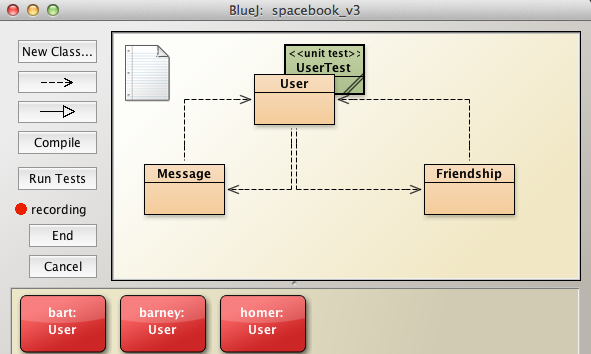 BlueJ: spacebook_v3
New Class...
Compile
Run Tests
recording
End
Cancel
<<unit test>>
UserTest
User
Message
Friendship
bart:
User
barney:
User
homer:
User